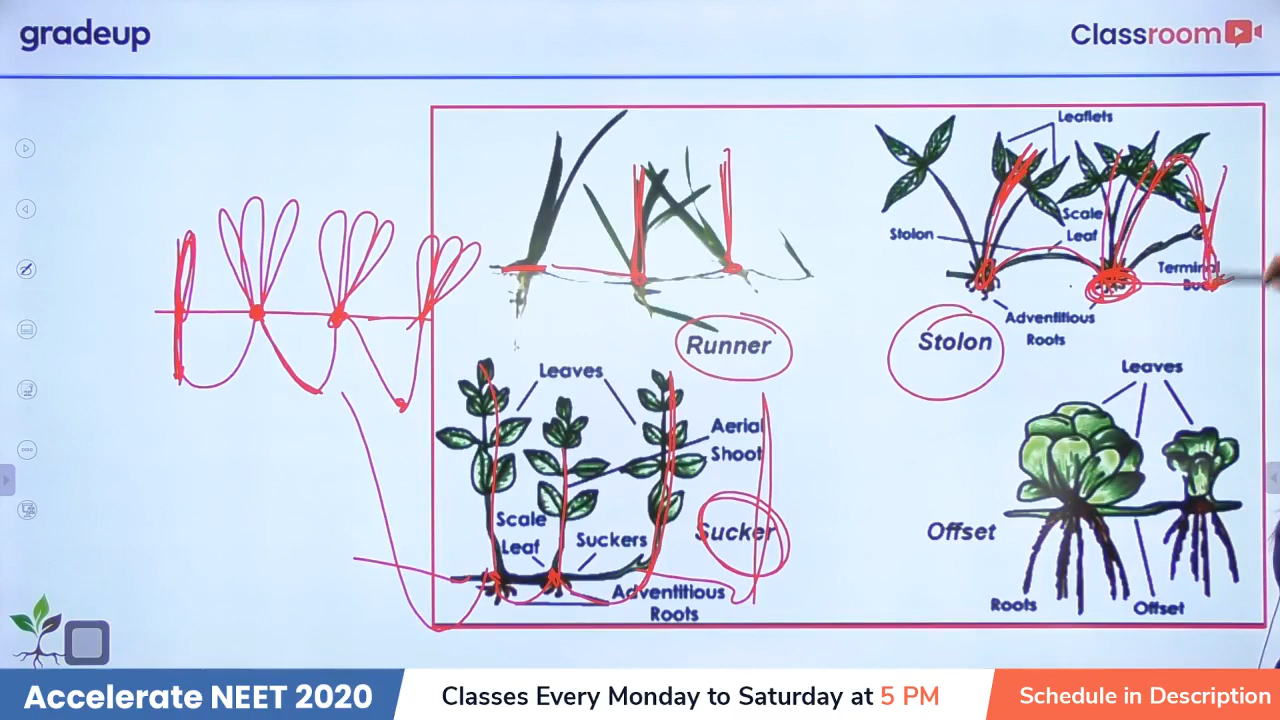 gradeup
Classroom
Leaflets
Scale
Leaf
Stolon
Terminal
Bud
Adventitious
Roots
Runner
Stolon
Leaves
Aerial
Shoot
Scale
Leaf
Suckers
Sucker
Adventitious
Roots
Leaves
Offset
Roots
Offset
Accelerate NEET 2020
Classes Every Monday to Saturday at 5 PM
Schedule in Description